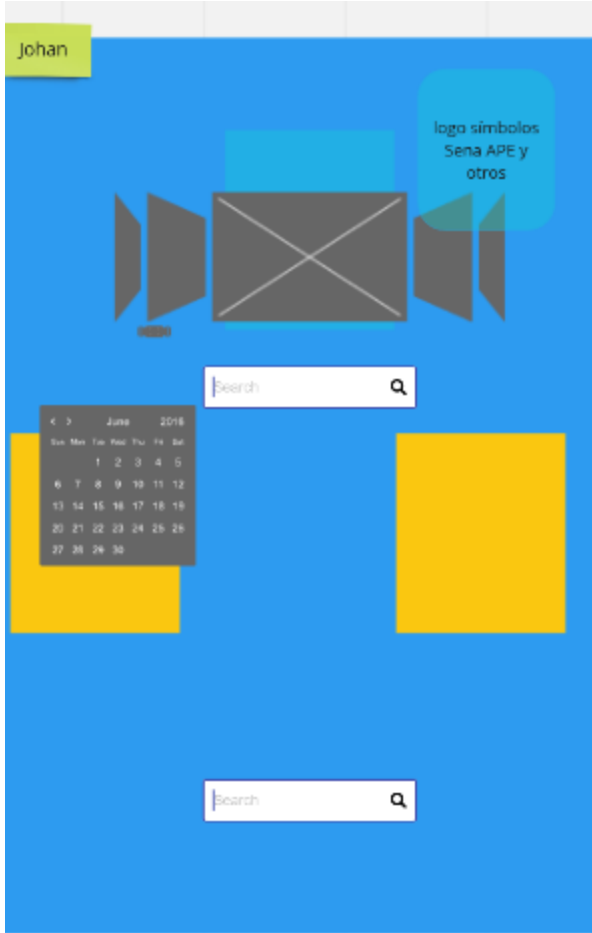 Johan
logo símbolos
Sena APE y
otros
Search
< > June 2016
Sun Mon Tue Wed Thu Fri Sat
1 2 3 4 5
6 7 8 9 10 11 12
13 14 15 16 17 18 19
20 21 22 23 24 25 26
27 28 29 30
Search